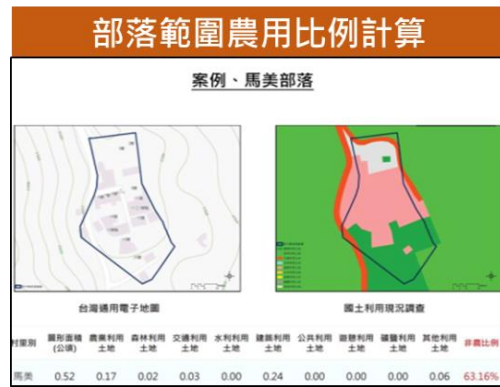 部落範圍農用比例計算
案例、馬美部落
台灣通用電子地圖
國土利用現況調查
村里別 圖形面積(公頃) 農業利用土地 森林利用土地 交通利用土地 水利利用土地 建築利用土地 公共利用土地 遊憩利用土地 礦鹽利用土地 其他利用土地 非農比例
馬美 0.52 0.17 0.02 0.03 0.00 0.24 0.00 0.00 0.00 0.06 63.16%